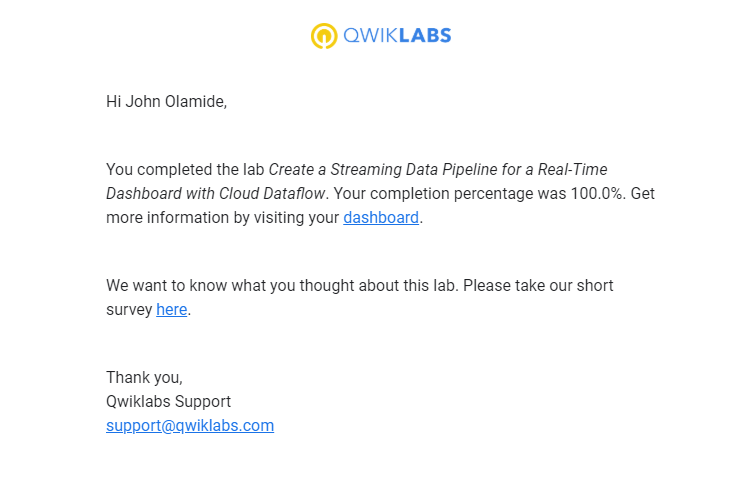 QWIKLABS
Hi John Olamide,
You completed the lab Create a Streaming Data Pipeline for a Real-Time
Dashboard with Cloud Dataflow. Your completion percentage was 100.0%. Get
more information by visiting your dashboard.
We want to know what you thought about this lab. Please take our short
survey here.
Thank you,
Qwiklabs Support
support@qwiklabs.com